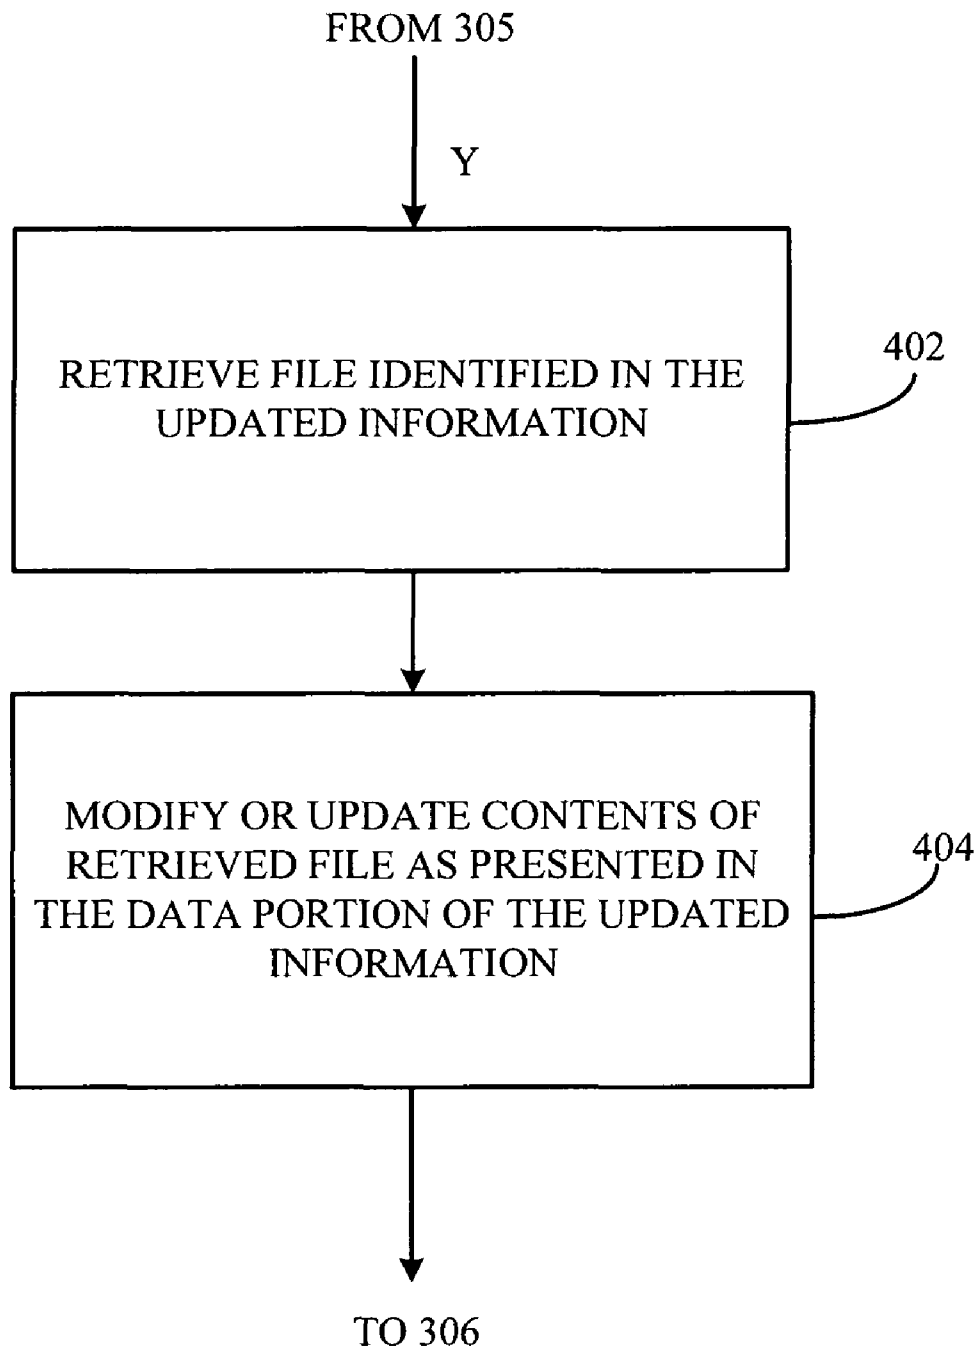 FROM 305
Y
RETRIEVE FILE IDENTIFIED IN THE
UPDATED INFORMATION
402
MODIFY OR UPDATE CONTENTS OF
RETRIEVED FILE AS PRESENTED IN
THE DATA PORTION OF THE UPDATED
INFORMATION
404
TO 306